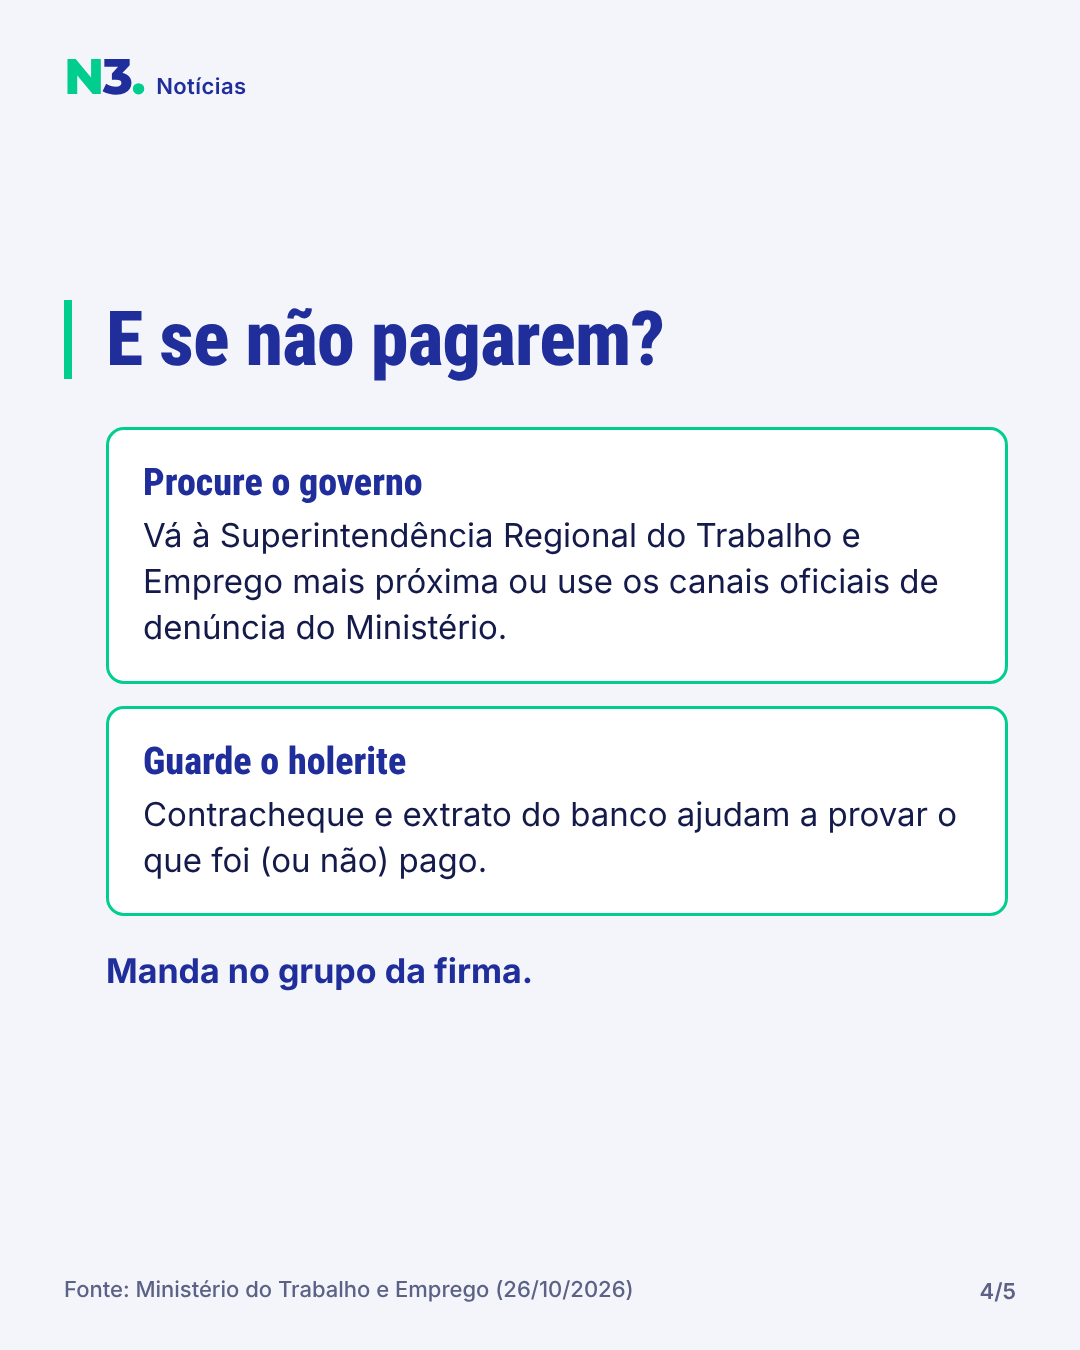 N3. Notícias
E se não pagarem?
Procure o governo
Vá à Superintendência Regional do Trabalho e
Emprego mais próxima ou use os canais oficiais de
denúncia do Ministério.
Guarde o holerite
Contracheque e extrato do banco ajudam a provar o
que foi (ou não) pago.
Manda no grupo da firma.
Fonte: Ministério do Trabalho e Emprego (26/10/2026)
4/5